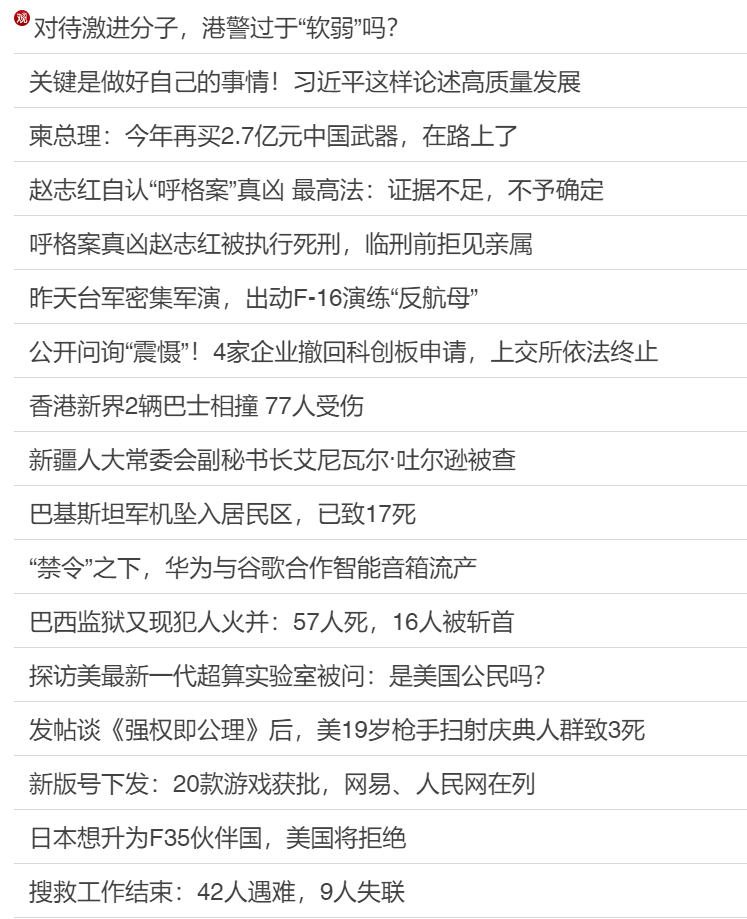 观 对待激进分子，港警过于“软弱”吗？
关键是做好自己的事情！习近平这样论述高质量发展
柬总理：今年再买2.7亿元中国武器，在路上了
赵志红自认“呼格案”真凶 最高法：证据不足，不予确定
呼格案真凶赵志红被执行死刑，临刑前拒见亲属
昨天台军密集军演，出动F-16演练“反航母”
公开问询“震慑”！4家企业撤回科创板申请，上交所依法终止
香港新界2辆巴士相撞 77人受伤
新疆人大常委会副秘书长艾尼瓦尔·吐尔逊被查
巴基斯坦军机坠入居民区，已致17死
“禁令”之下，华为与谷歌合作智能音箱流产
巴西监狱又现犯人火并：57人死，16人被斩首
探访美最新一代超算实验室被问：是美国公民吗？
发帖谈《强权即公理》后，美19岁枪手扫射庆典人群致3死
新版号下发：20款游戏获批，网易、人民网在列
日本想升为F35伙伴国，美国将拒绝
搜救工作结束：42人遇难，9人失联